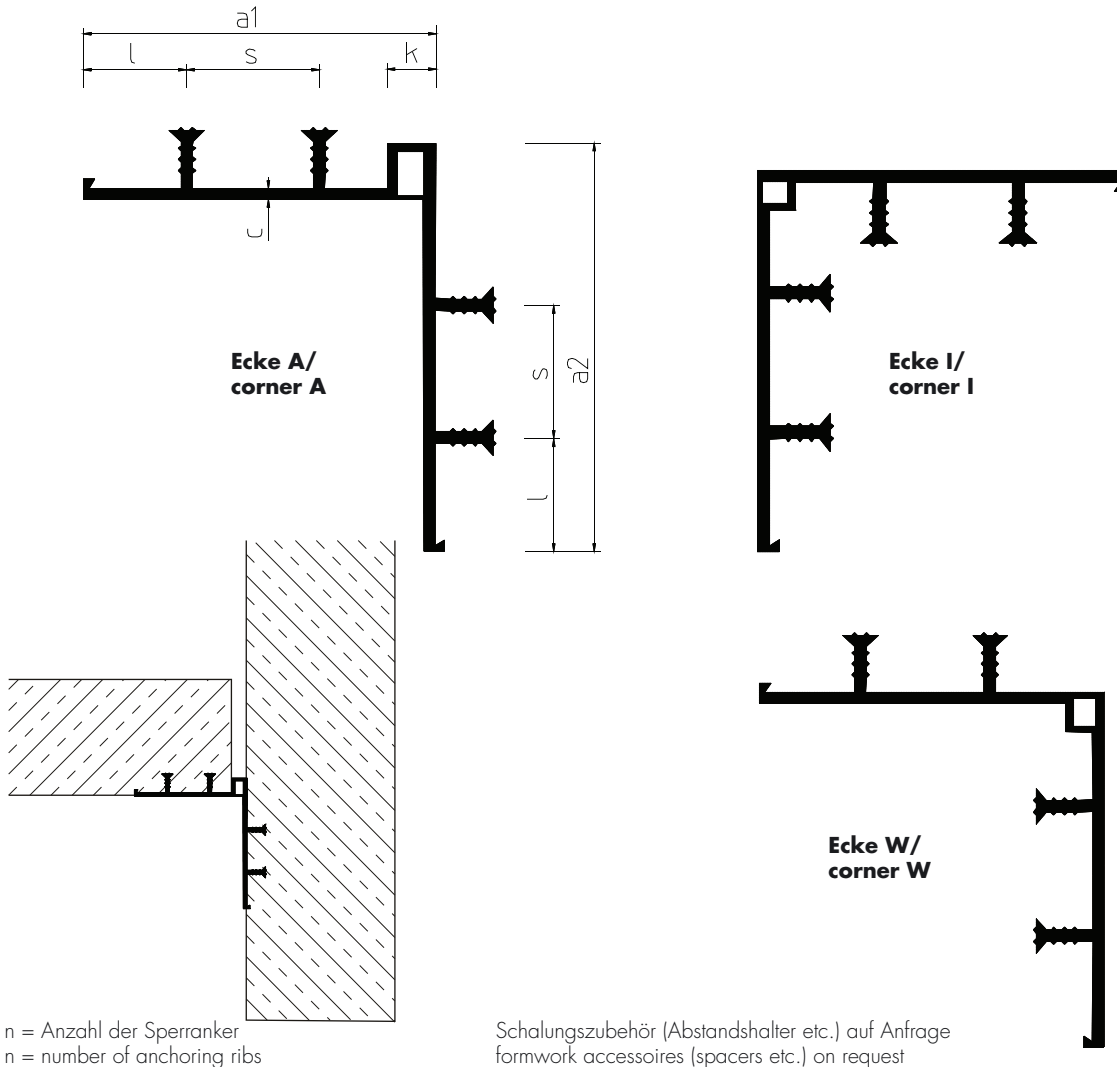 a1
l s k
c
s
a2
l
Ecke A/
corner A
Ecke I/
corner I
Ecke W/
corner W
n = Anzahl der Sperranker
n = number of anchoring ribs
Schalungszubehör (Abstandshalter etc.) auf Anfrage
formwork accessoires (spacers etc.) on request